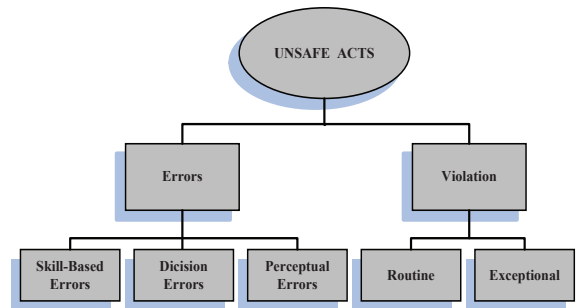 UNSAFE ACTS
Errors
Violation
Skill-Based
Errors
Dicision
Errors
Perceptual
Errors
Routine
Exceptional